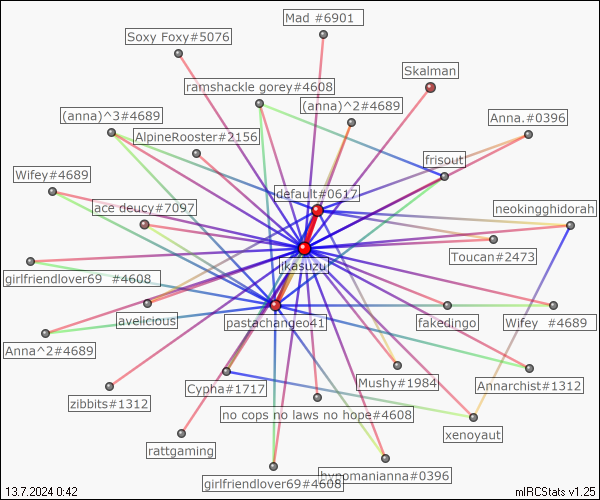 Mad #6901
Soxy Foxy#5076
Skalman
ramshackle gorey#4608
(anna)^2#4689
(anna)^3#4689
Anna.#0396
AlpineRooster#2156
frisout
Wifey#4689
default#0617
ace deucy#7097
neokingghidorah
Toucan#2473
jkasuzu
girlfriendlover69 #4608
avelicious
pastachangeo41
fakedingo
Wifey #4689
Anna^2#4689
Cypha#1717
Mushy#1984
Annarchist#1312
zibbits#1312
no cops no laws no hope#4608
xenoyaut
rattgaming
girlfriendlover69#4608
hypomanianna#0396
13.7.2024 0:42
mIRCStats v1.25